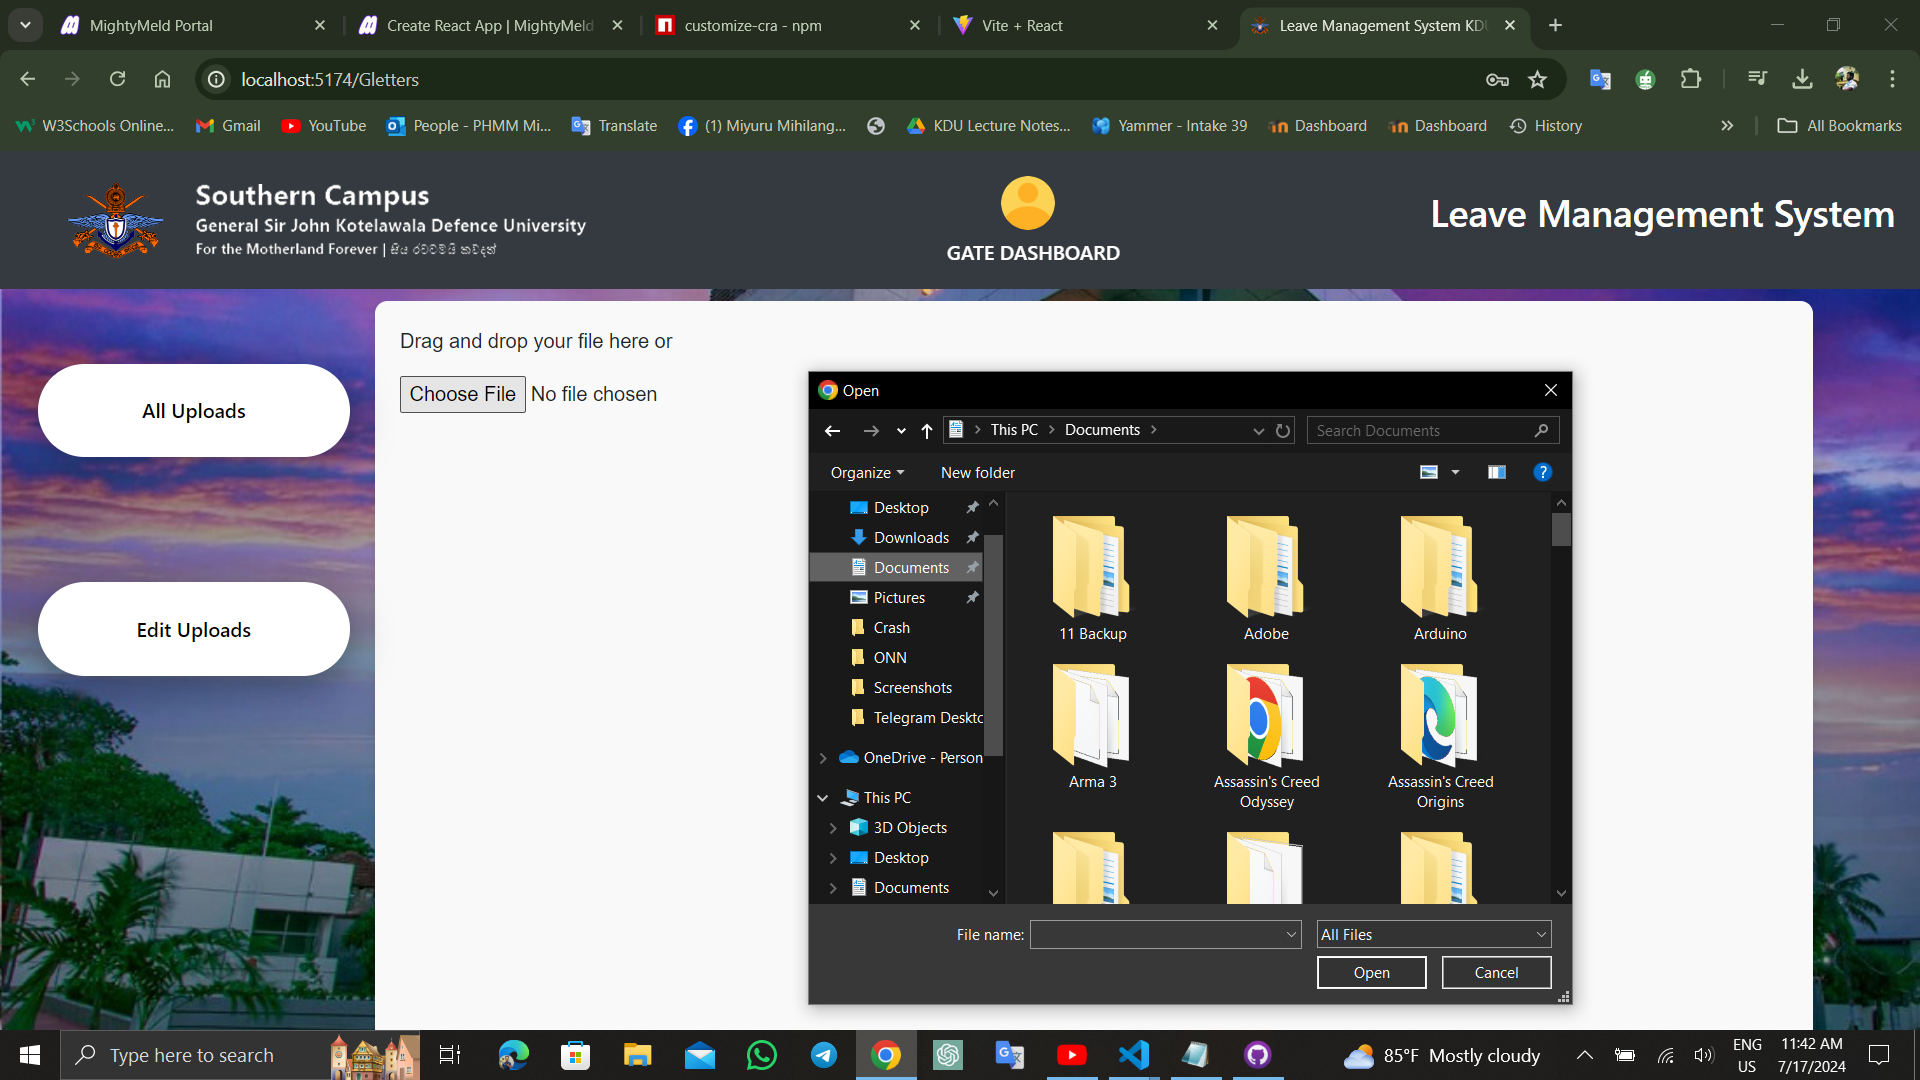 MightyMeld Portal
Create React App | MightyMeld
customize-cra - npm
Vite + React
Leave Management System KDU
localhost:5174/Gletters
W3Schools Online...
Gmail
YouTube
People - PHMM Mi...
Translate
(1) Miyuru Mihilang...
KDU Lecture Notes...
Yammer - Intake 39
Dashboard
Dashboard
History
All Bookmarks
Southern Campus
General Sir John Kotelawala Defence University
For the Motherland Forever |
GATE DASHBOARD
Leave Management System
All Uploads
Edit Uploads
Drag and drop your file here or
Choose File No file chosen
Open
This PC > Documents >
Search Documents
Organize
New folder
Desktop
Downloads
Documents
Pictures
Crash
ONN
Screenshots
Telegram Deskto
OneDrive - Person
This PC
3D Objects
Desktop
Documents
11 Backup
Adobe
Arduino
Arma 3
Assassin's Creed
Odyssey
Assassin's Creed
Origins
File name:
All Files
Open
Cancel
Type here to search
85°F Mostly cloudy
ENG
US
11:42 AM
7/17/2024